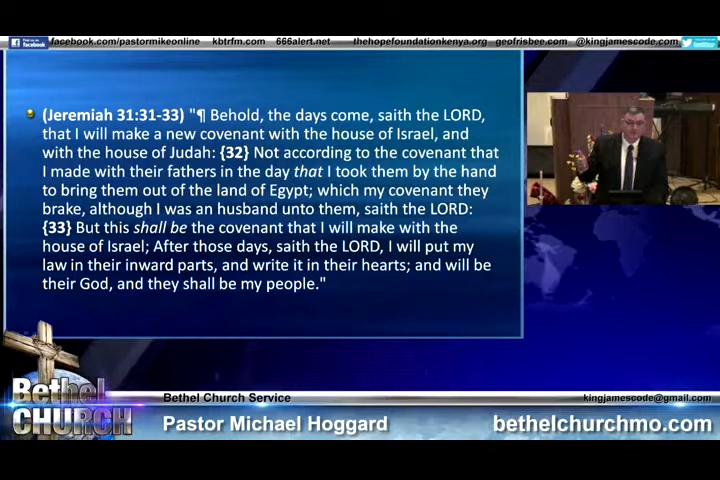 Find us on facebook
facebook.com/pastormikeonline kbtrfm.com 666alert.net thehopefoundationkenya.org geofrisbee.com @kingjamescode.com
(Jeremiah 31:31-33) "¶ Behold, the days come, saith the LORD,
that I will make a new covenant with the house of Israel, and
with the house of Judah: {32} Not according to the covenant that
I made with their fathers in the day that I took them by the hand
to bring them out of the land of Egypt; which my covenant they
brake, although I was an husband unto them, saith the LORD:
{33} But this shall be the covenant that I will make with the
house of Israel; After those days, saith the LORD, I will put my
law in their inward parts, and write it in their hearts; and will be
their God, and they shall be my people."
Bethel
CHURCH
Bethel Church Service kingjamescode@gmail.com
Pastor Michael Hoggard bethelchurchmo.com